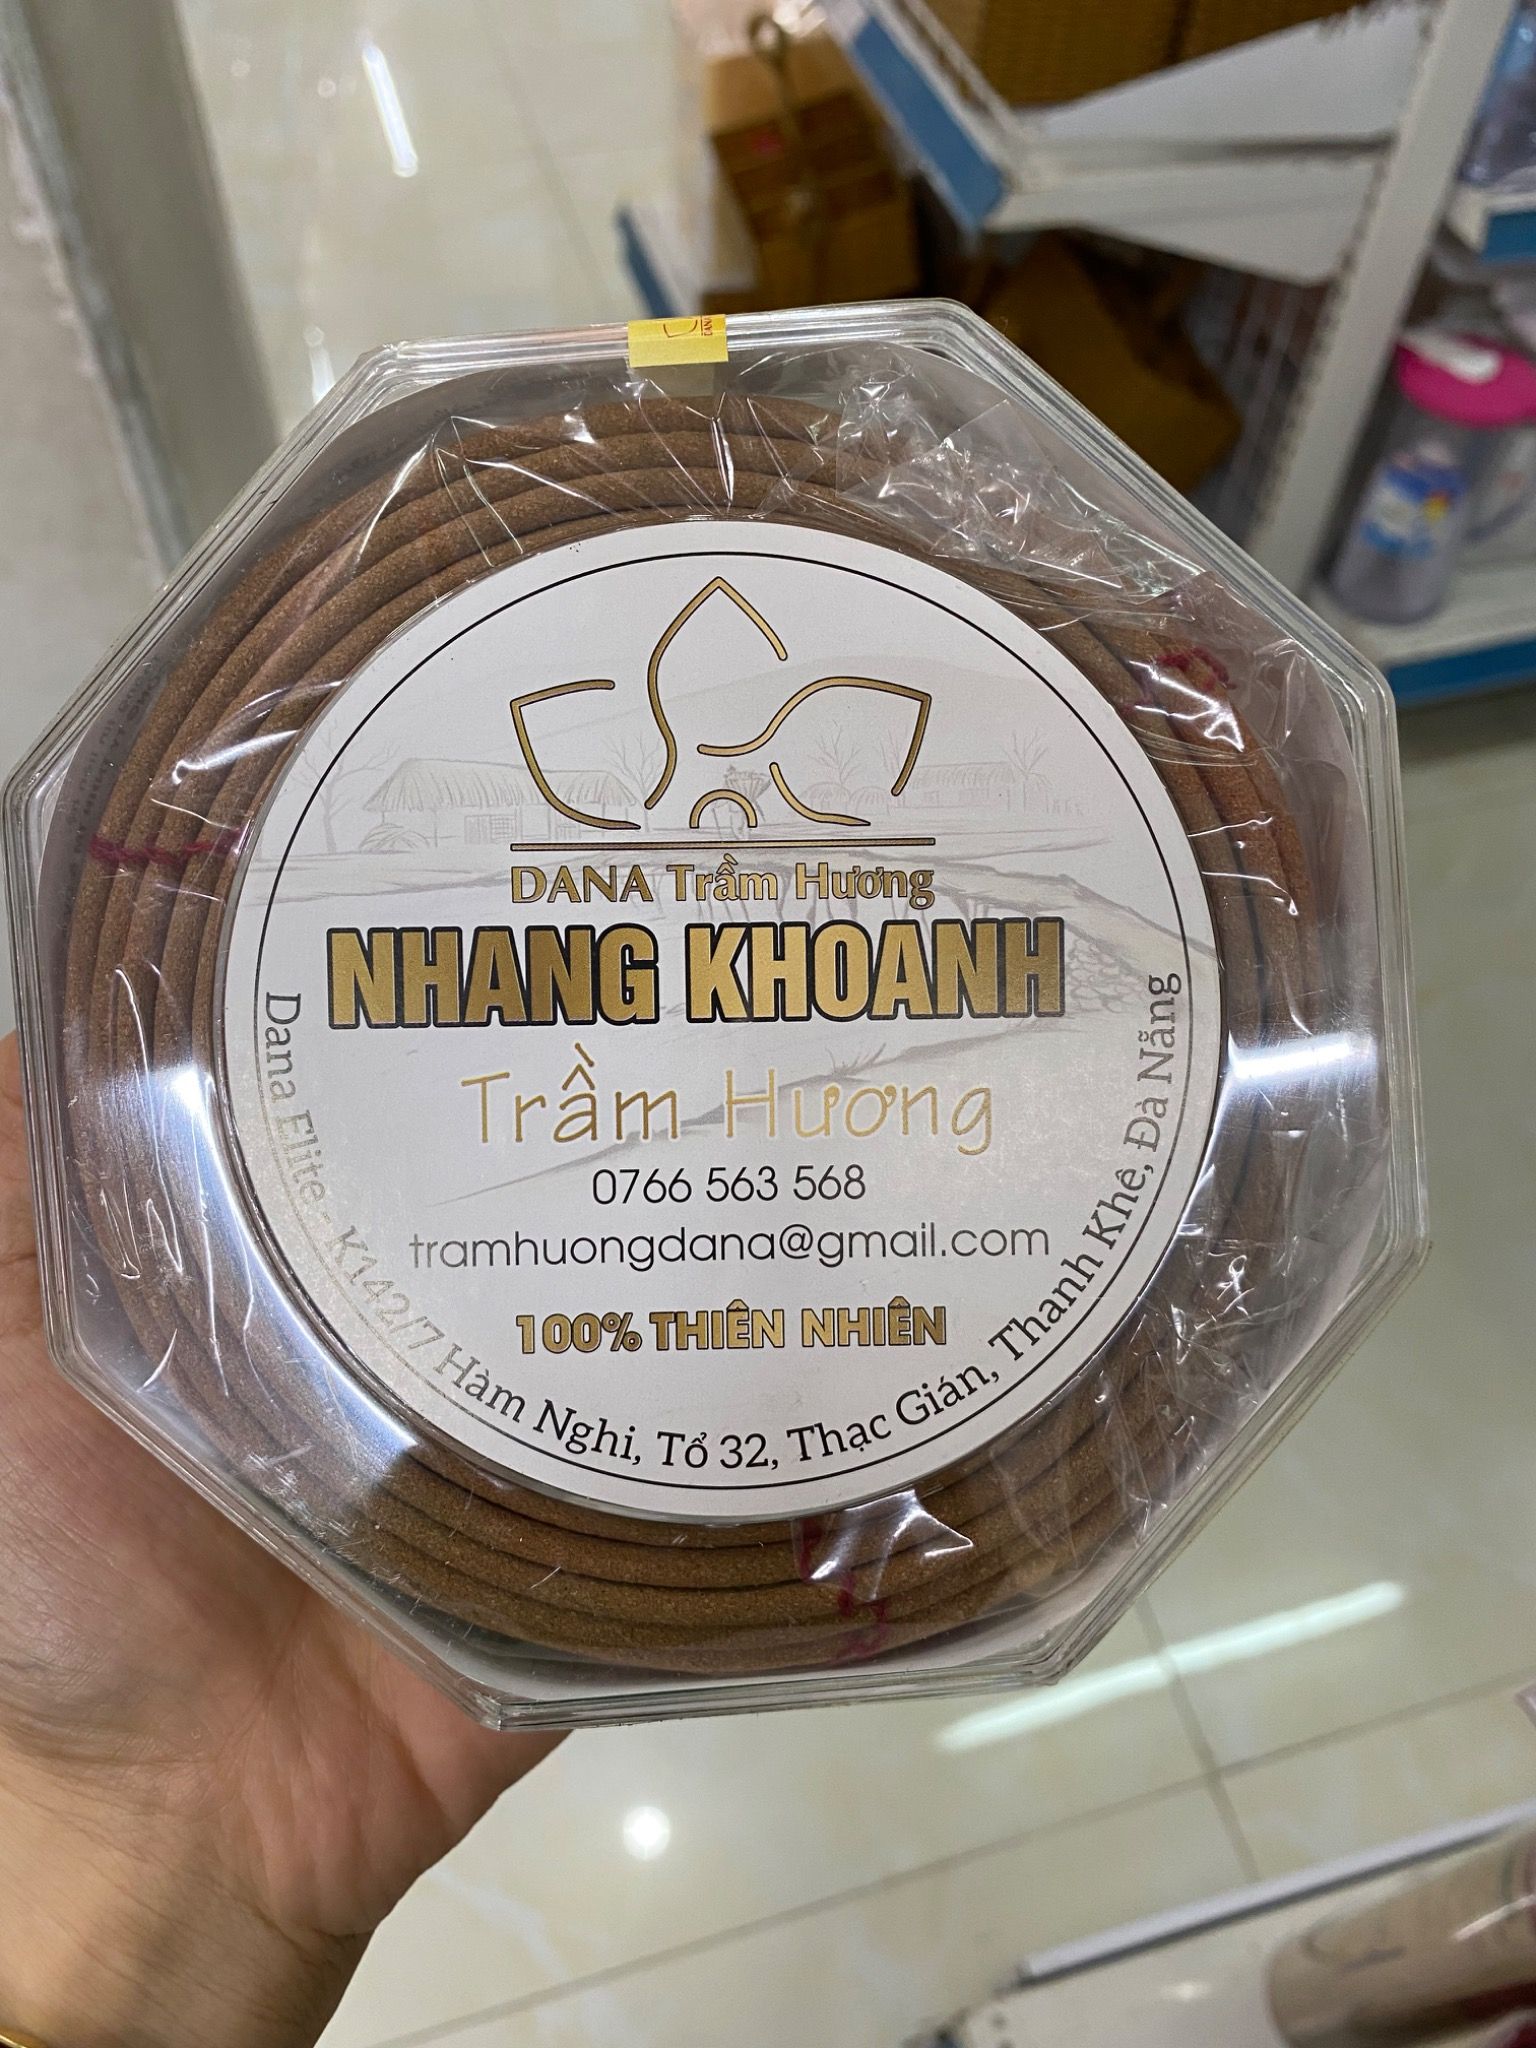 DANA
DANA Trầm Hương
NHANG KHOANH
Trầm Hương
0766 563 568
tramhuongdana@gmail.com
100% THIÊN NHIÊN
Dana Elite - K142/7 Hàm Nghi, Tổ 32, Thạc Gián, Thanh Khê, Đà Nẵng